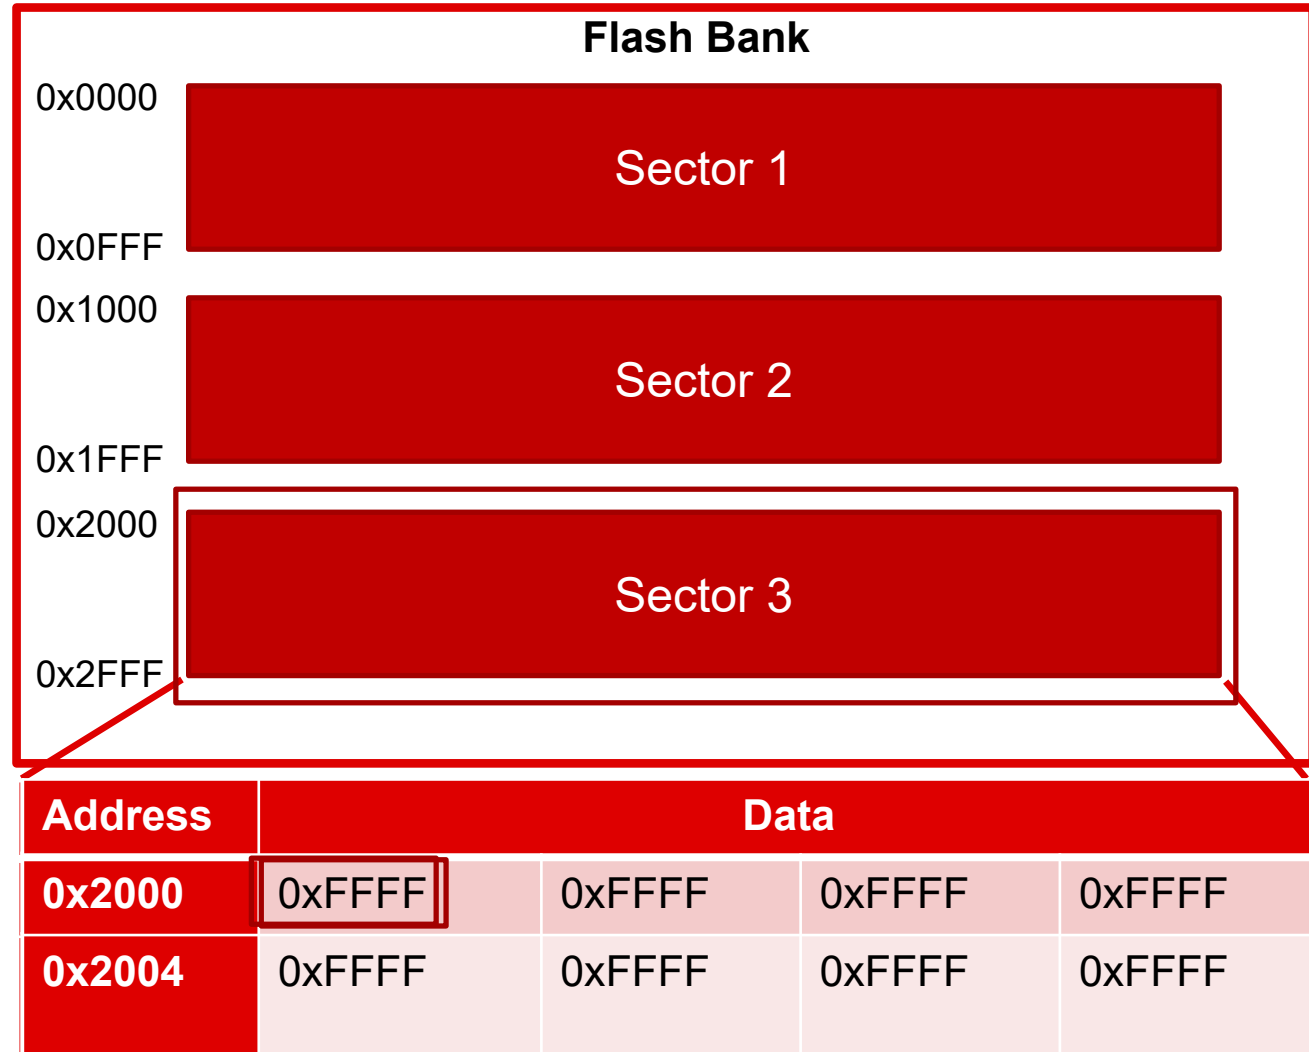 Flash Bank
0x0000
Sector 1
0x0FFF
0x1000
Sector 2
0x1FFF
0x2000
Sector 3
0x2FFF
Address Data
0x2000 0xFFFF 0xFFFF 0xFFFF 0xFFFF
0x2004 0xFFFF 0xFFFF 0xFFFF 0xFFFF